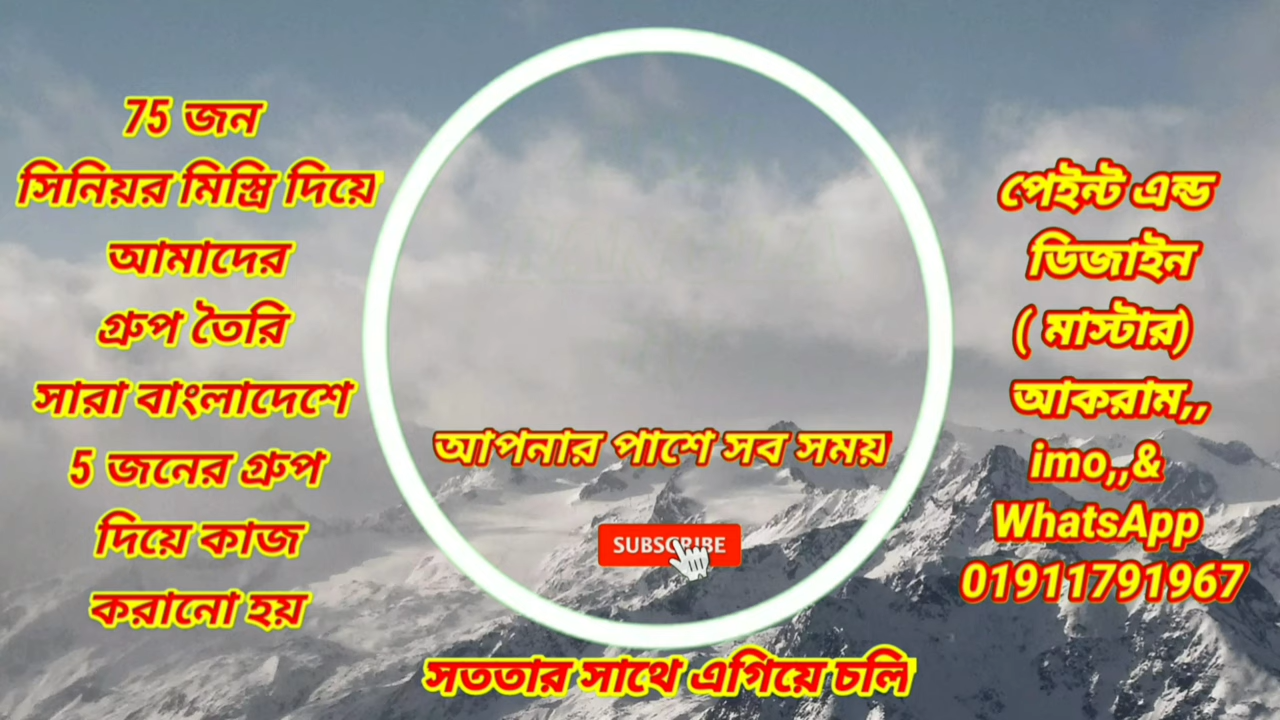 75 জন
সিনিয়র মিস্ত্রি দিয়ে
আমাদের
গ্রুপ তৈরি
সারা বাংলাদেশে
5 জনের গ্রুপ
দিয়ে কাজ
করানো হয়
আপনার পাশে সব সময়
SUBSCRIBE
সততার সাথে এগিয়ে চলি
পেইন্ট এন্ড
ডিজাইন
( মাস্টার)
আকরাম,,
imo,,&
WhatsApp
01911791967